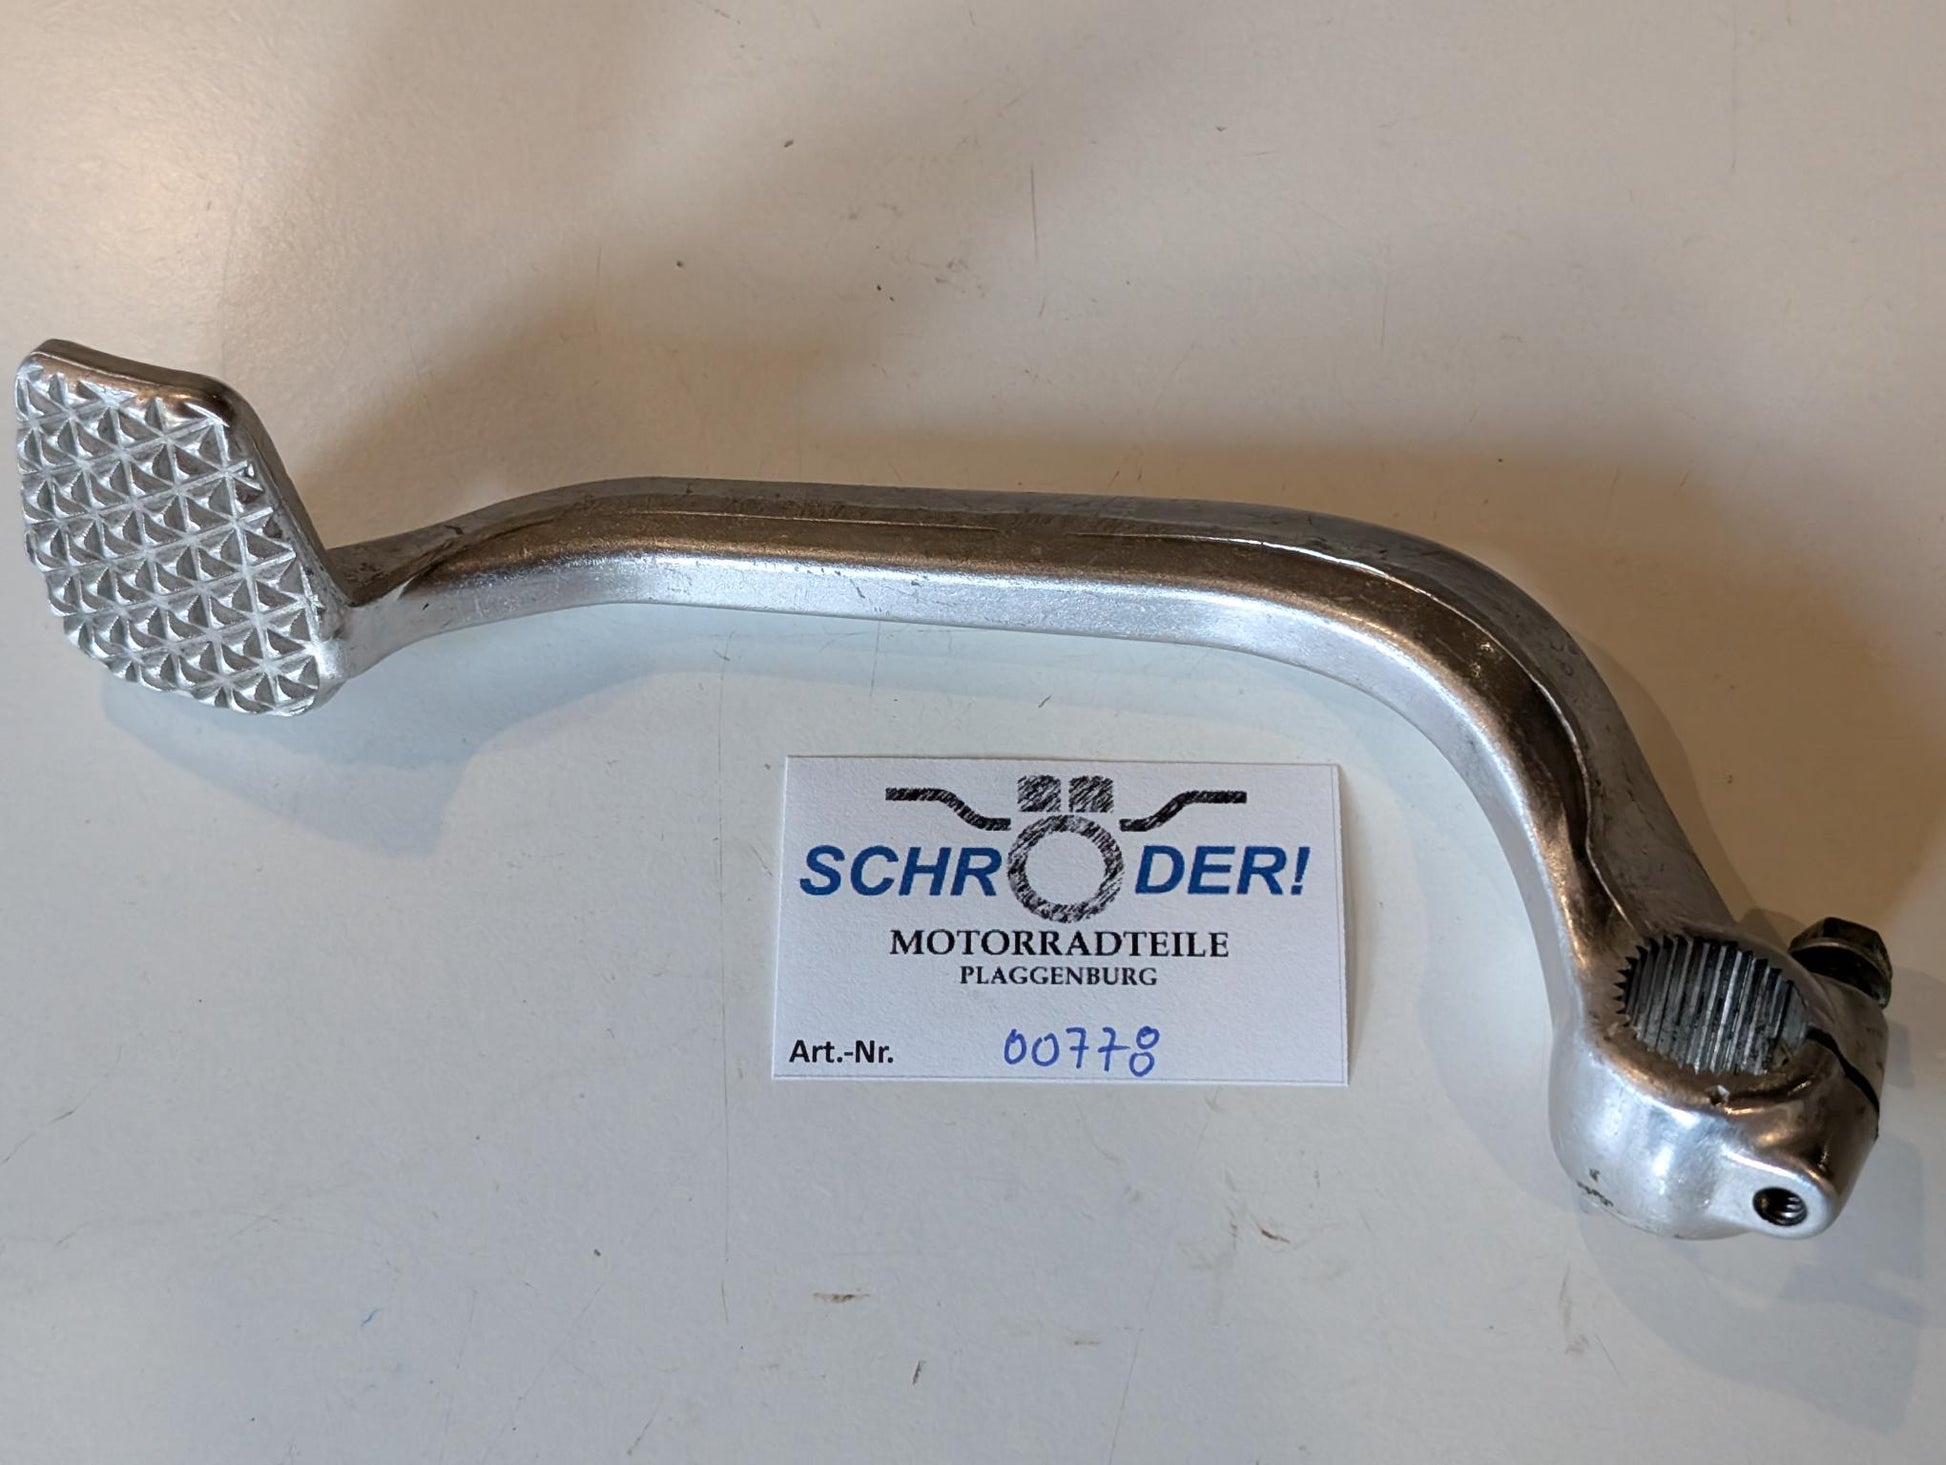 SCHRÖDER!
MOTORRADTEILE
PLAGGENBURG
Art.-Nr. 00778